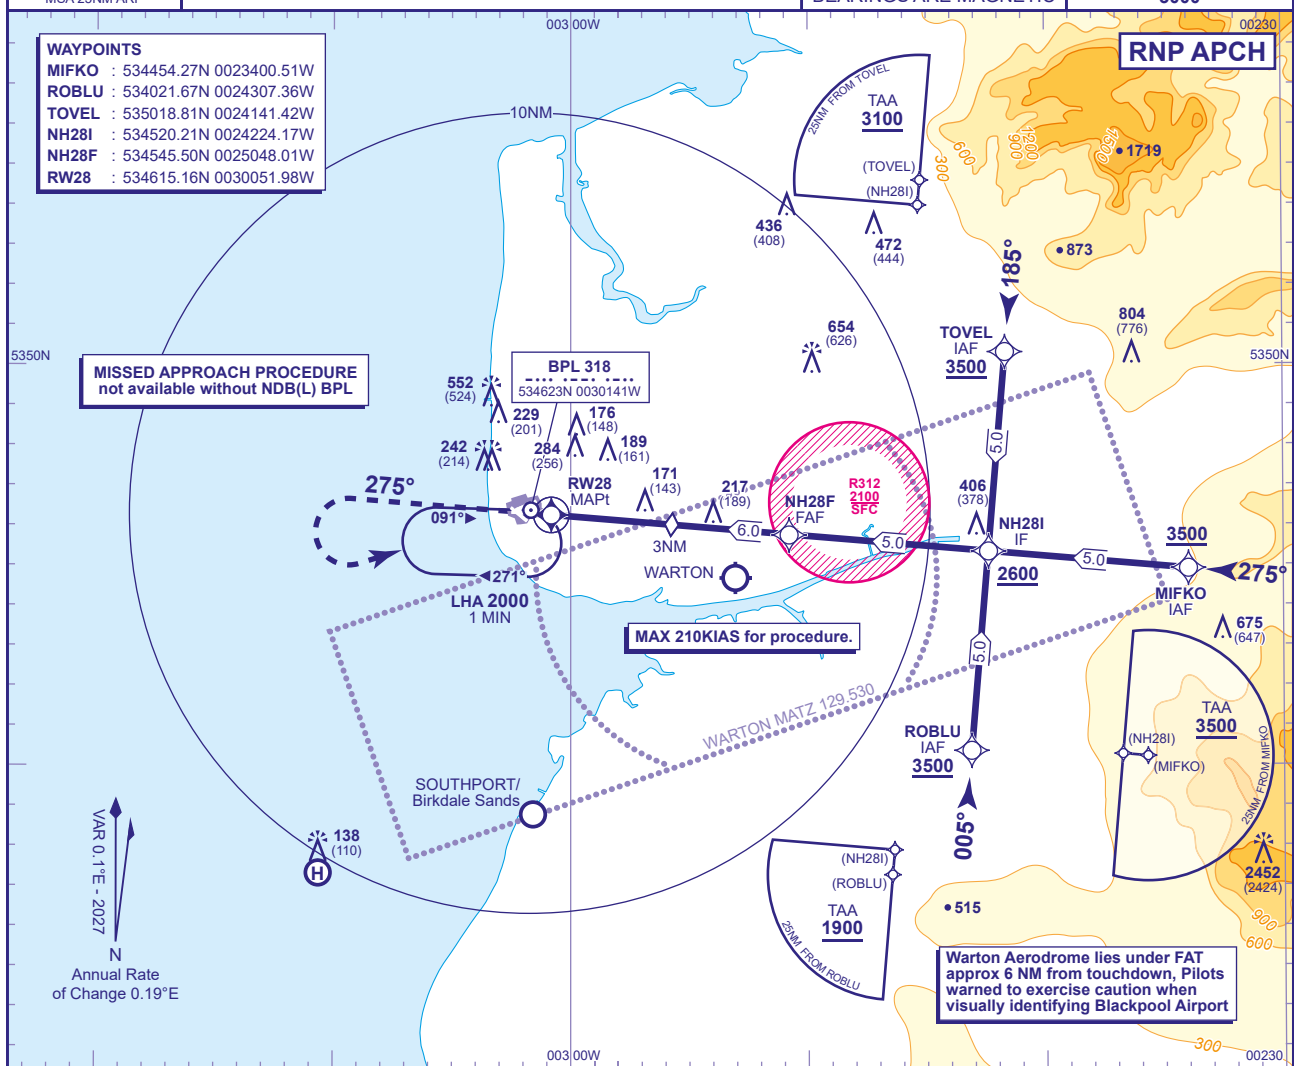 MSA 25NM ARP
BEARINGS ARE MAGNETIC
003 00W
00230
WAYPOINTS
MIFKO : 534454.27N 0023400.51W
ROBLU : 534021.67N 0024307.36W
TOVEL : 535018.81N 0024141.42W
NH28I : 534520.21N 0024224.17W
NH28F : 534545.50N 0025048.01W
RW28 : 534615.16N 0030051.98W
RNP APCH
10NM
25NM FROM TOVEL
TAA
3100
(TOVEL)
(NH28I)
600
900
1200
1500
300
1719
873
436
(408)
472
(444)
185°
654
(626)
TOVEL
IAF
3500
804
(776)
5350N
5350N
MISSED APPROACH PROCEDURE
not available without NDB(L) BPL
BPL 318
534623N 0030141W
552
(524)
229
(201)
176
(148)
242
(214)
284
(256)
189
(161)
5.0
275°
091°
RW28
MAPt
171
(143)
217
(189)
NH28F
FAF
R312
2100
SFC
406
(378)
NH28I
IF
3NM
6.0
5.0
5.0
3500
275°
271°
WARTON
2600
MIFKO
IAF
LHA 2000
1 MIN
MAX 210KIAS for procedure.
5.0
675
(647)
WARTON MATZ 129.530
ROBLU
IAF
3500
TAA
3500
(NH28I)
(MIFKO)
25NM FROM MIFKO
SOUTHPORT/
Birkdale Sands
005°
VAR 0.1°E - 2027
138
(110)
H
(NH28I)
(ROBLU)
TAA
1900
25NM FROM ROBLU
2452
(2424)
515
900
600
N
Annual Rate
of Change 0.19°E
Warton Aerodrome lies under FAT
approx 6 NM from touchdown, Pilots
warned to exercise caution when
visually identifying Blackpool Airport
300
003 00W
00230